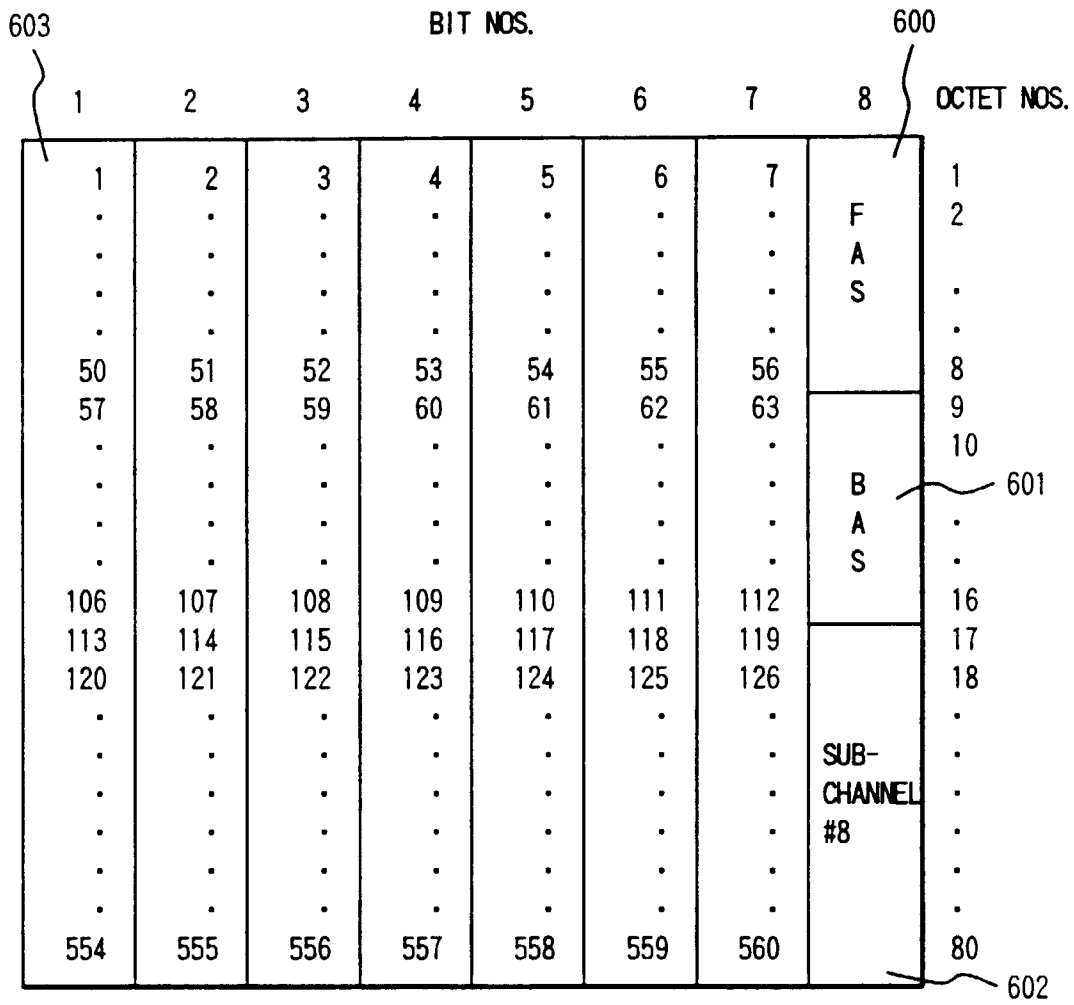 603 BIT NOS. 600
1 2 3 4 5 6 7 8 OCTET NOS.
1 2 3 4 5 6 7 1
. . . . . . . F 2
. . . . . . . A
. . . . . . . S .
. . . . . . . .
50 51 52 53 54 55 56 8
57 58 59 60 61 62 63 9
. . . . . . . 10
. . . . . . . B 601
. . . . . . . A .
. . . . . . . S .
106 107 108 109 110 111 112 16
113 114 115 116 117 118 119 17
120 121 122 123 124 125 126 18
. . . . . . . .
. . . . . . . SUB- .
. . . . . . . CHANNEL .
. . . . . . . #8 .
. . . . . . . .
. . . . . . . .
554 555 556 557 558 559 560 80
602